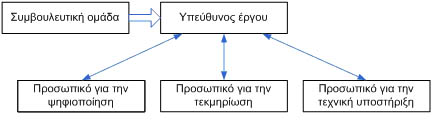 Συμβουλευτική ομάδα
Υπεύθυνος έργου
Προσωπικό για την
ψηφιοποίηση
Προσωπικό για την
τεκμηρίωση
Προσωπικό για την
τεχνική υποστήριξη